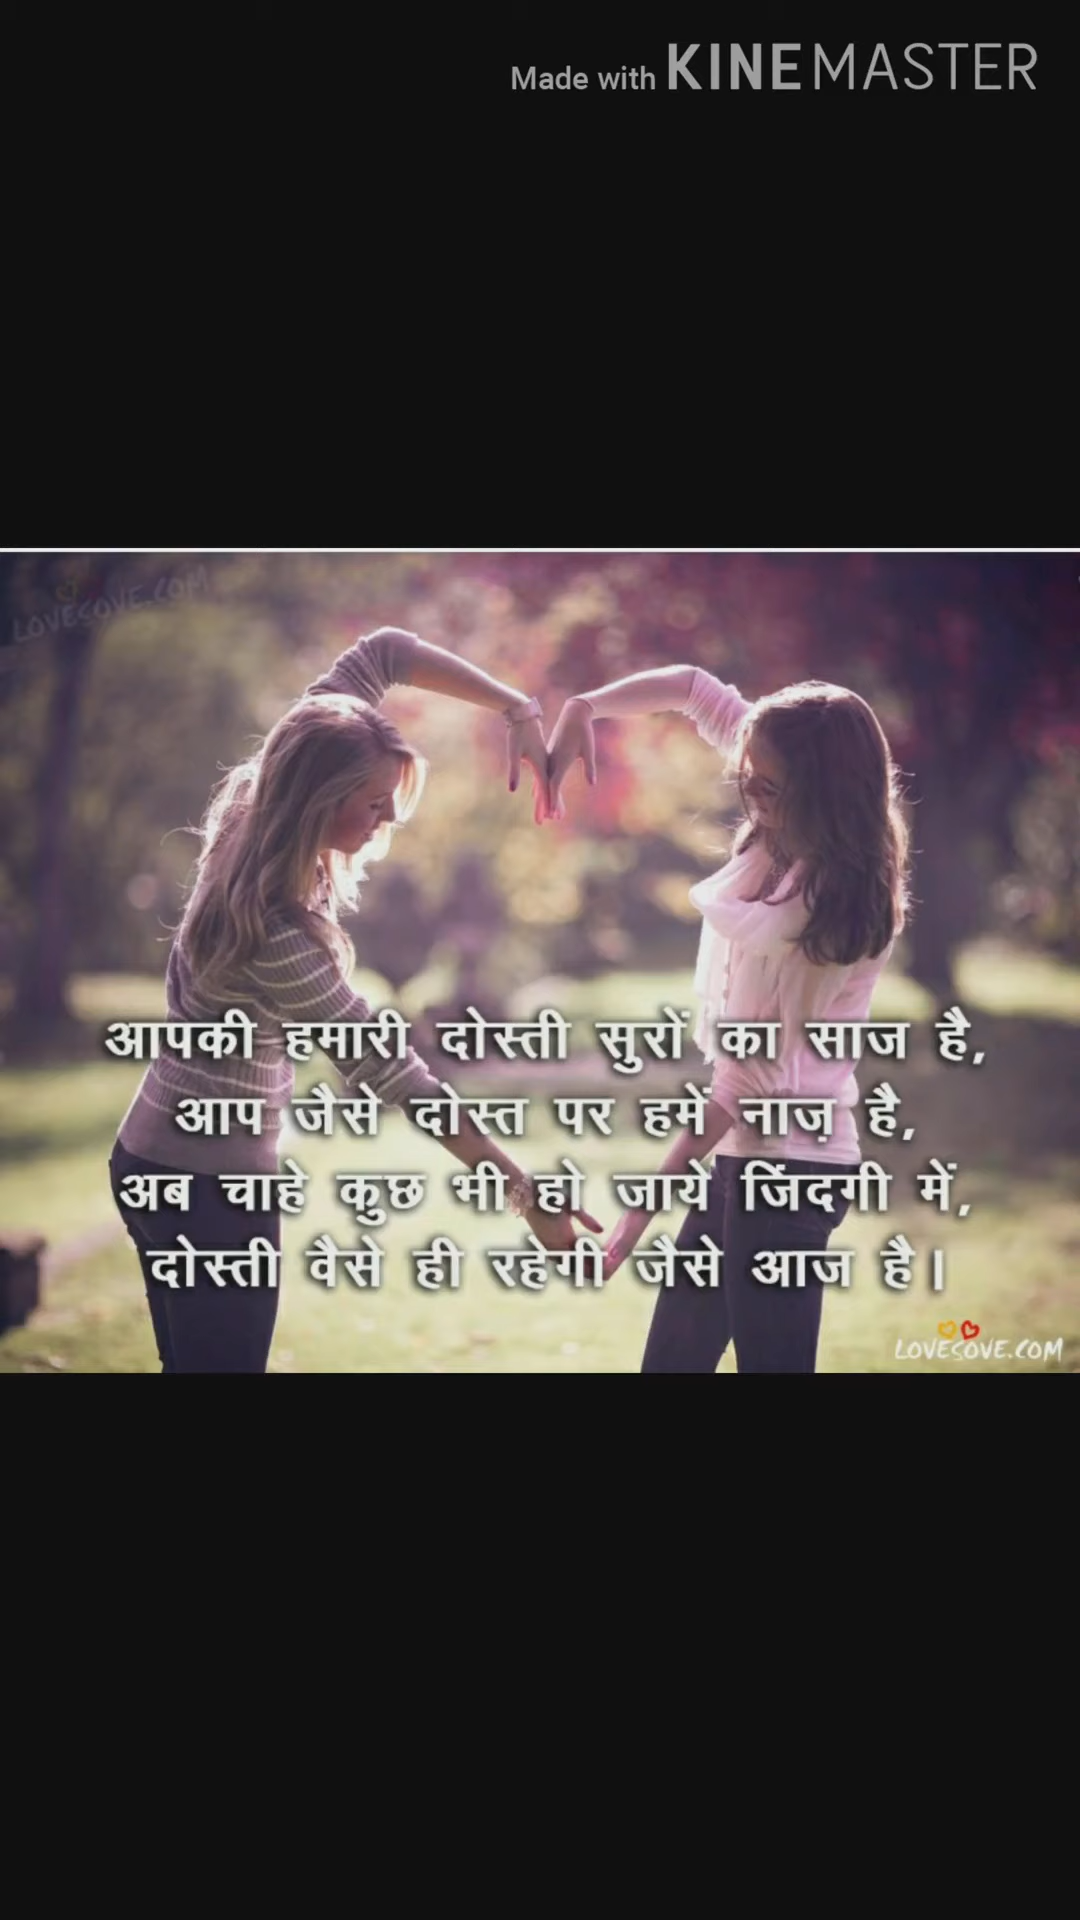 Made with KINEMASTER
LOVESOVE.COM
आपकी हमारी दोस्ती सुरों का साज है,
आप जैसे दोस्त पर हमें नाज़ है,
अब चाहे कुछ भी हो जाये जिंदगी में,
दोस्ती वैसे ही रहेगी जैसे आज है।
LOVESOVE.COM